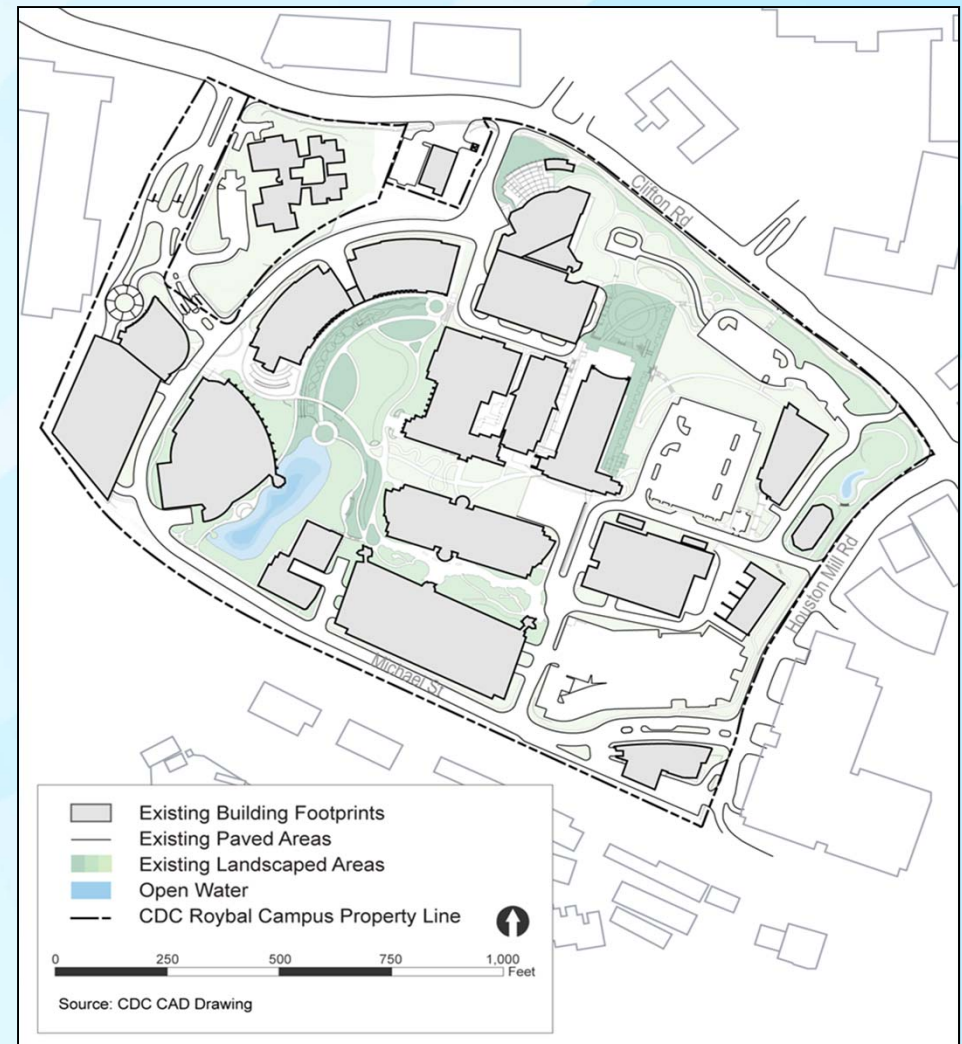 Clifton Rd
Houston Mill Rd
Michael St
Existing Building Footprints
Existing Paved Areas
Existing Landscaped Areas
Open Water
CDC Roybal Campus Property Line
0 250 500 750 1,000
Feet
Source: CDC CAD Drawing